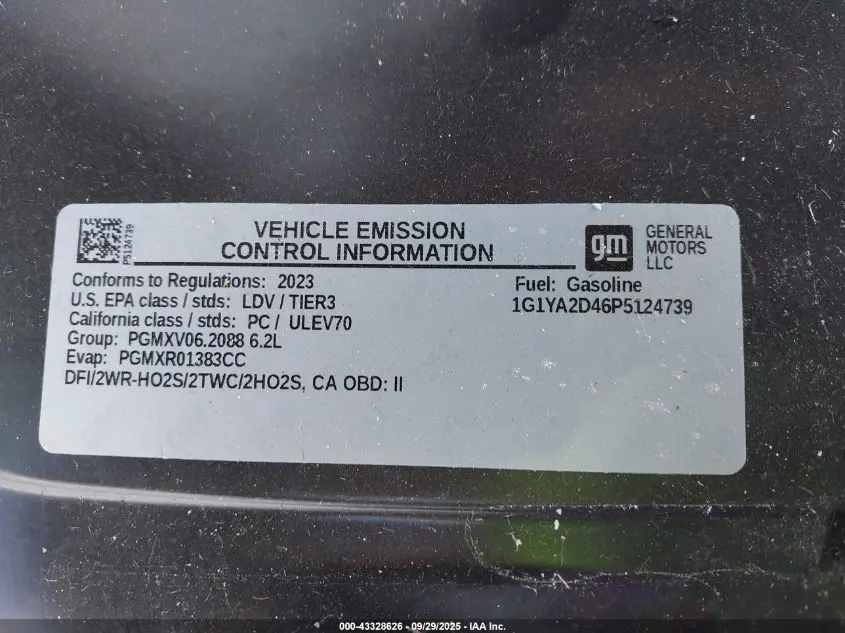 P5124739
VEHICLE EMISSION
CONTROL INFORMATION
gm
GENERAL
MOTORS
LLC
Conforms to Regulations: 2023
U.S. EPA class / stds: LDV / TIER3
California class / stds: PC / ULEV70
Group: PGMXV06.2088 6.2L
Evap: PGMXR01383CC
DFI/2WR-HO2S/2TWC/2HO2S, CA OBD: II
Fuel: Gasoline
1G1YA2D46P5124739
000-43328626 - 09/29/2025 - IAA Inc.